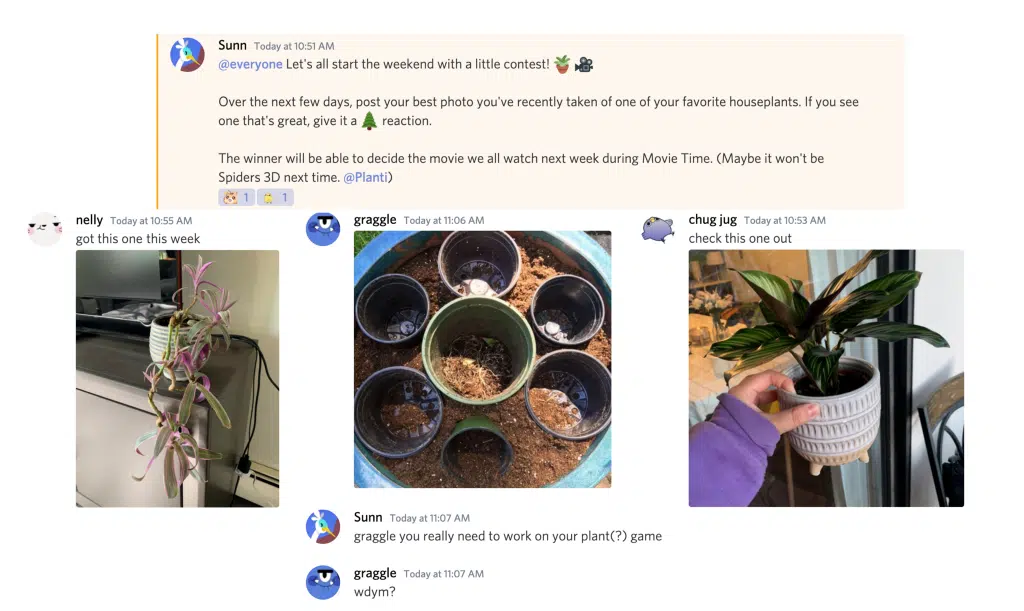 Sunn Today at 10:51 AM
@everyone Let's all start the weekend with a little contest! 🪴 🎥
Over the next few days, post your best photo you've recently taken of one of your favorite houseplants. If you see
one that's great, give it a 🌲 reaction.
The winner will be able to decide the movie we all watch next week during Movie Time. (Maybe it won't be
Spiders 3D next time. @Planti)
1 1
nelly Today at 10:55 AM
got this one this week
graggle Today at 11:06 AM
chug jug Today at 10:53 AM
check this one out
Sunn Today at 11:07 AM
graggle you really need to work on your plant(?) game
graggle Today at 11:07 AM
wdym?